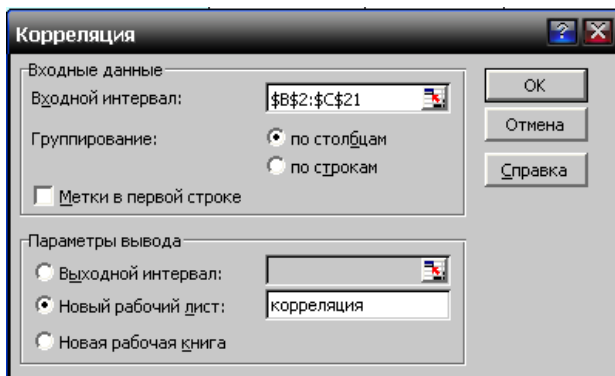 Корреляция
Входные данные
Входной интервал: $B$2:$C$21
Группирование: по столбцам
по строкам
Метки в первой строке
Параметры вывода
Выходной интервал:
Новый рабочий лист: корреляция
Новая рабочая книга
ОК
Отмена
Справка